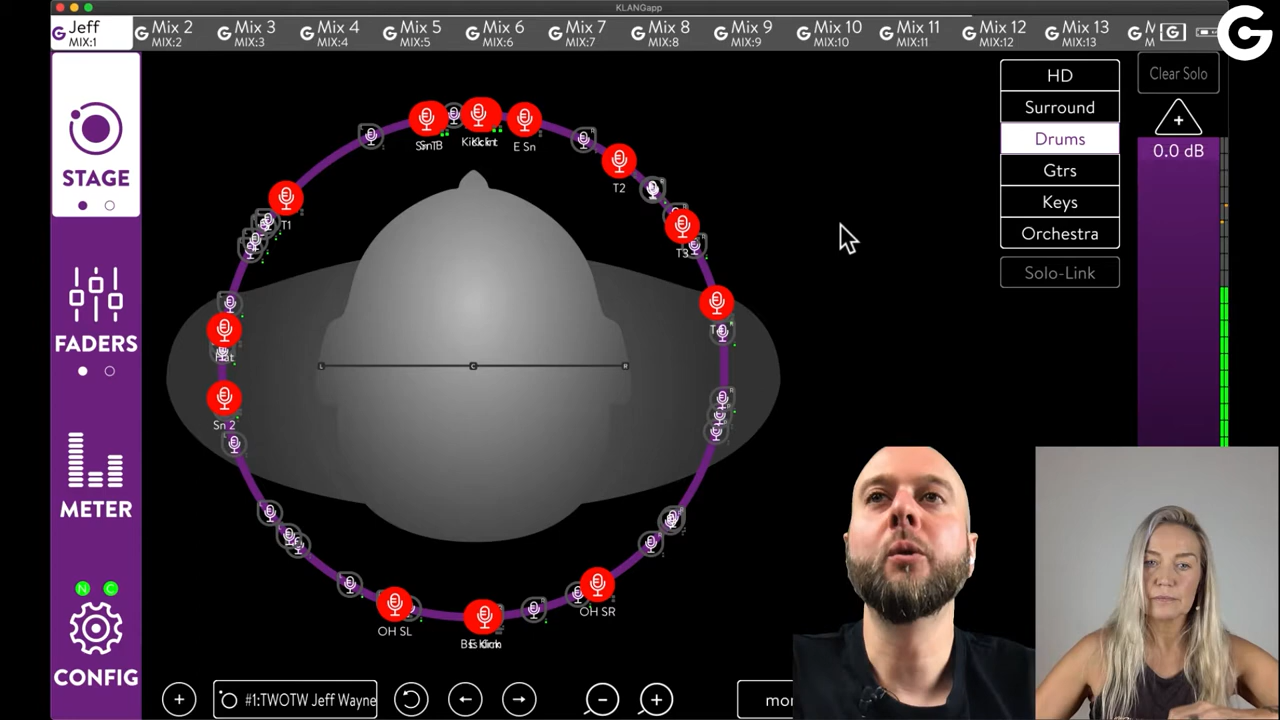 KLANGapp
Jeff
MIX:1
Mix 2
MIX:2
Mix 3
MIX:3
Mix 4
MIX:4
Mix 5
MIX:5
Mix 6
MIX:6
Mix 7
MIX:7
Mix 8
MIX:8
Mix 9
MIX:9
Mix 10
MIX:10
Mix 11
MIX:11
Mix 12
MIX:12
Mix 13
MIX:13
STAGE
FADERS
METER
N C
CONFIG
HD
Surround
Drums
Gtrs
Keys
Orchestra
Solo-Link
Clear Solo
+
0.0 dB
E Sn
T2
T1
T3
L C R
Sn 2
OH SL
OH SR
+
#1:TWOTW Jeff Wayne